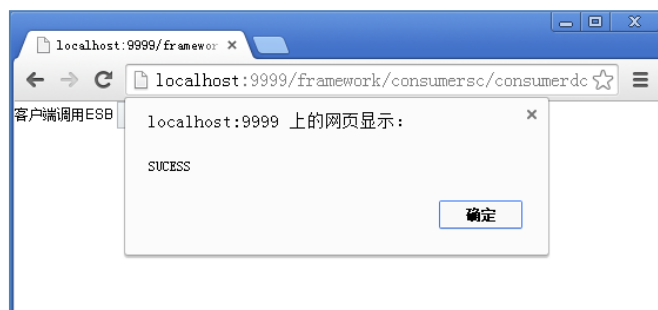 localhost:9999/framewor
localhost:9999/framework/consumersc/consumerdc
客户端调用ESB
localhost:9999 上的网页显示:
SUCESS
确定